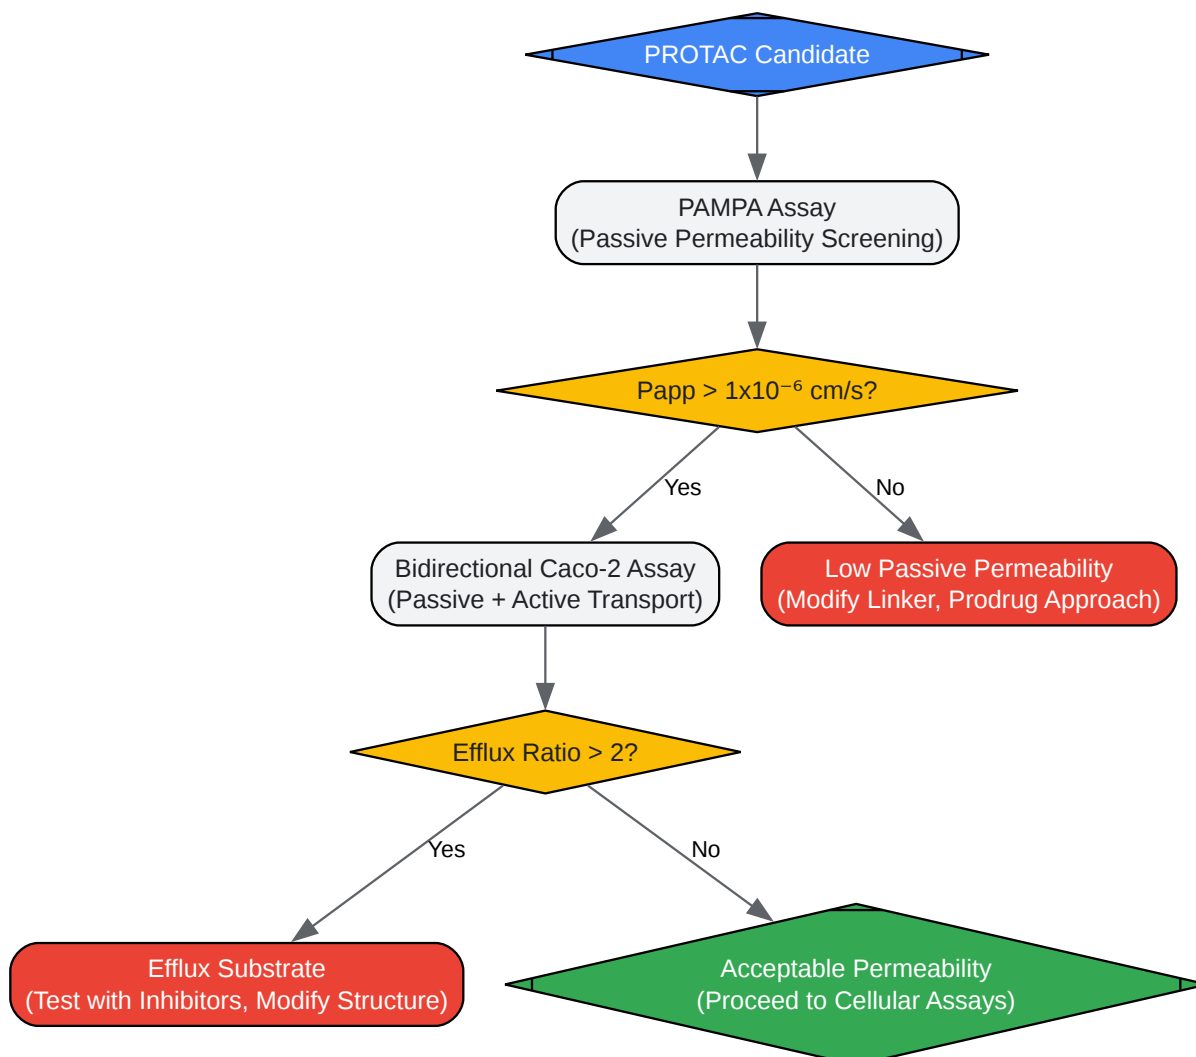 PROTAC Candidate
PAMPA Assay
(Passive Permeability Screening)
Papp > 1x10⁻⁶ cm/s?
Yes
No
Bidirectional Caco-2 Assay
(Passive + Active Transport)
Low Passive Permeability
(Modify Linker, Prodrug Approach)
Efflux Ratio > 2?
Yes
No
Efflux Substrate
(Test with Inhibitors, Modify Structure)
Acceptable Permeability
(Proceed to Cellular Assays)